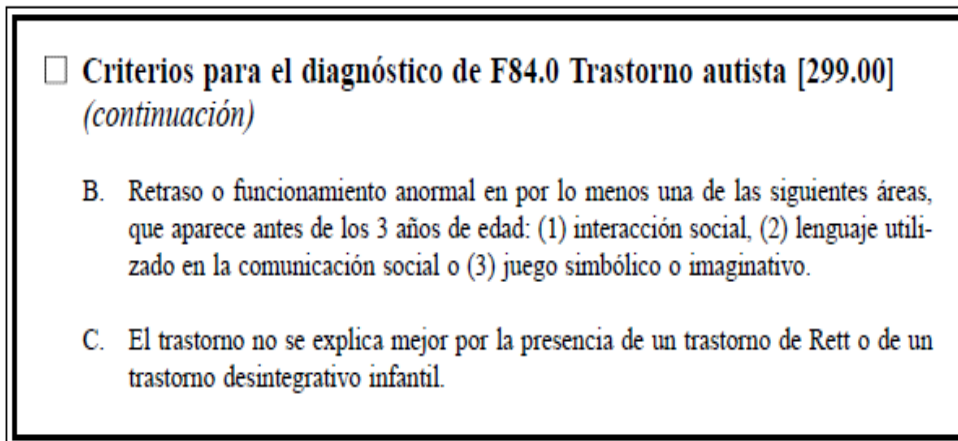 □ Criterios para el diagnóstico de F84.0 Trastorno autista [299.00]
(continuación)
B. Retraso o funcionamiento anormal en por lo menos una de las siguientes áreas,
que aparece antes de los 3 años de edad: (1) interacción social, (2) lenguaje utili-
zado en la comunicación social o (3) juego simbólico o imaginativo.
C. El trastorno no se explica mejor por la presencia de un trastorno de Rett o de un
trastorno desintegrativo infantil.